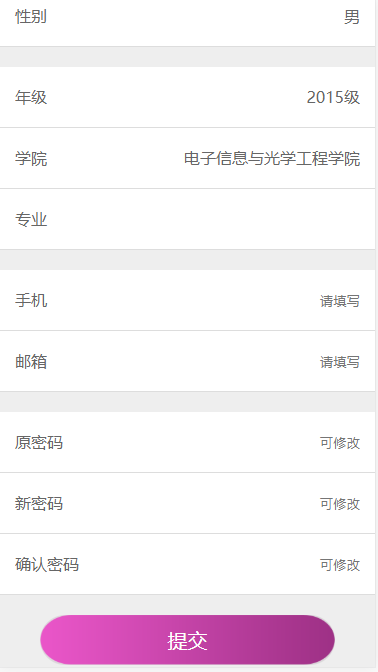 性别 男
年级 2015级
学院 电子信息与光学工程学院
专业
手机 请填写
邮箱 请填写
原密码 可修改
新密码 可修改
确认密码 可修改
提交